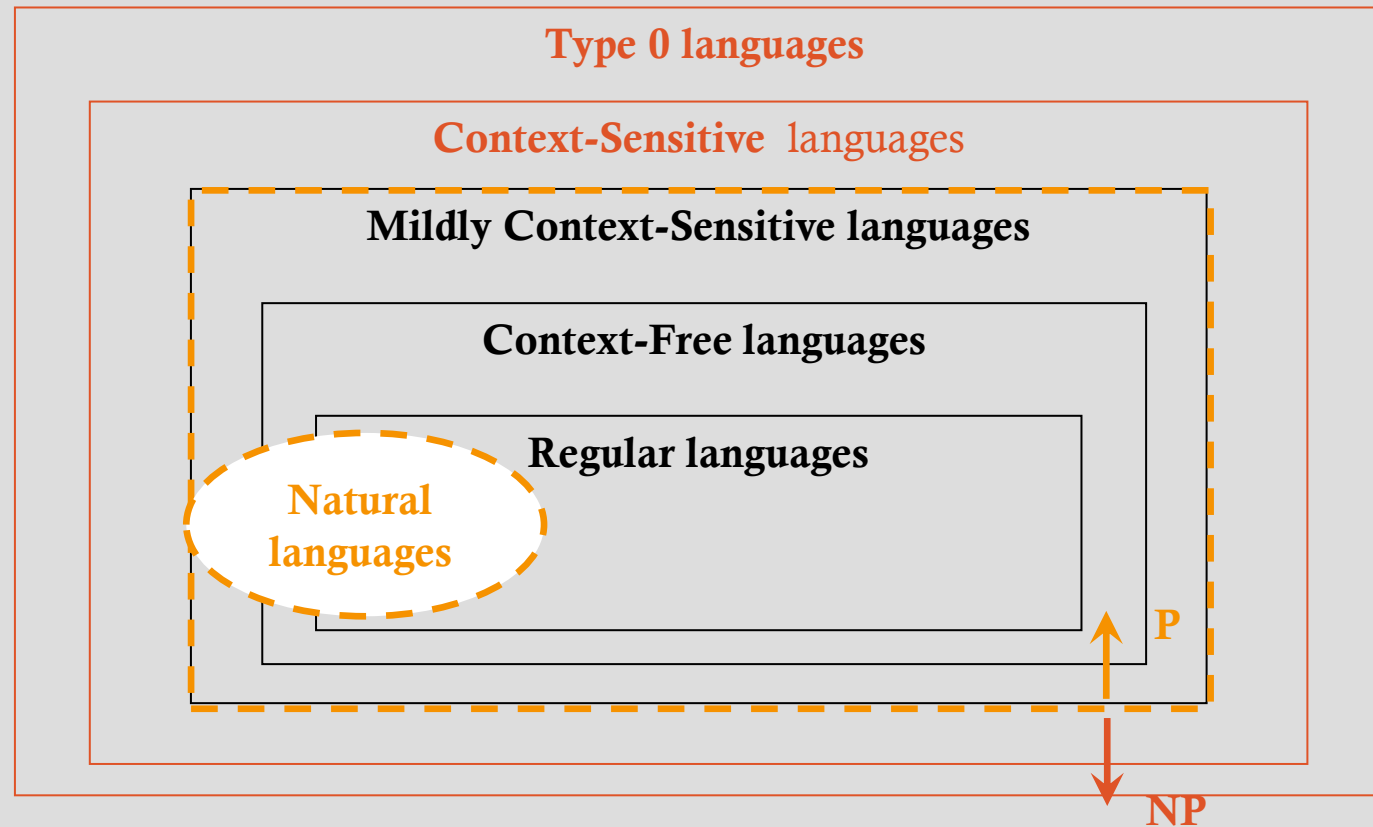 Type 0 languages
Context-Sensitive languages
Mildly Context-Sensitive languages
Context-Free languages
Regular languages
Natural
languages
P
NP